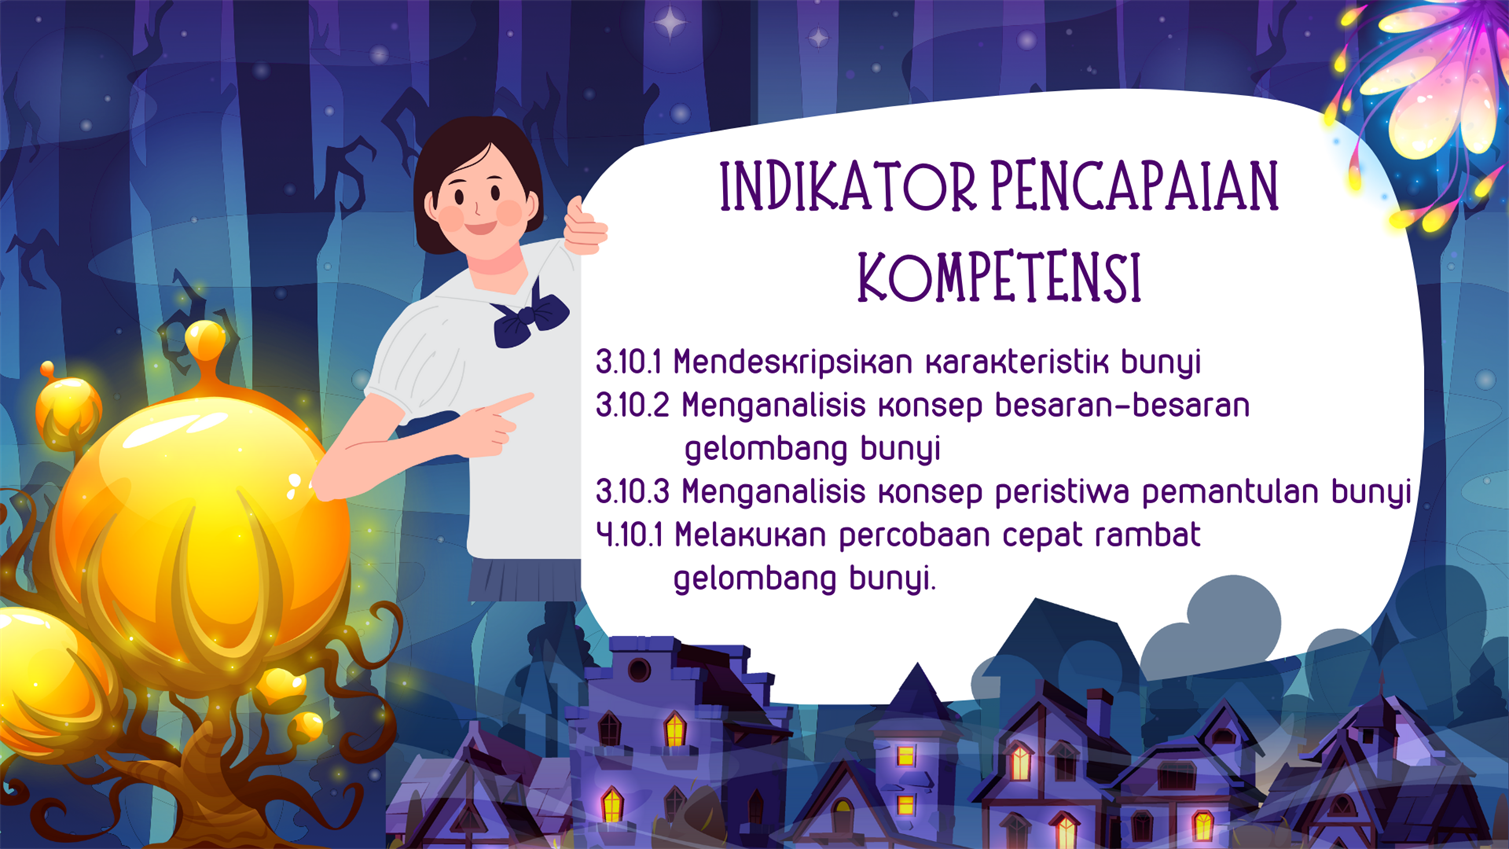 INDIKATOR PENCAPAIAN
KOMPETENSI
3.10.1 Mendeskripsikan karakteristik bunyi
3.10.2 Menganalisis konsep besaran-besaran
gelombang bunyi
3.10.3 Menganalisis konsep peristiwa pemantulan bunyi
4.10.1 Melakukan percobaan cepat rambat
gelombang bunyi.